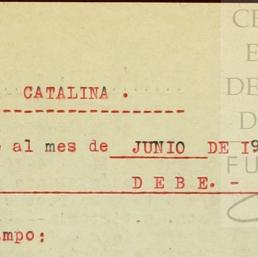 CATALINA .
al mes de JUNIO DE 19
D E B E. -
mpo: